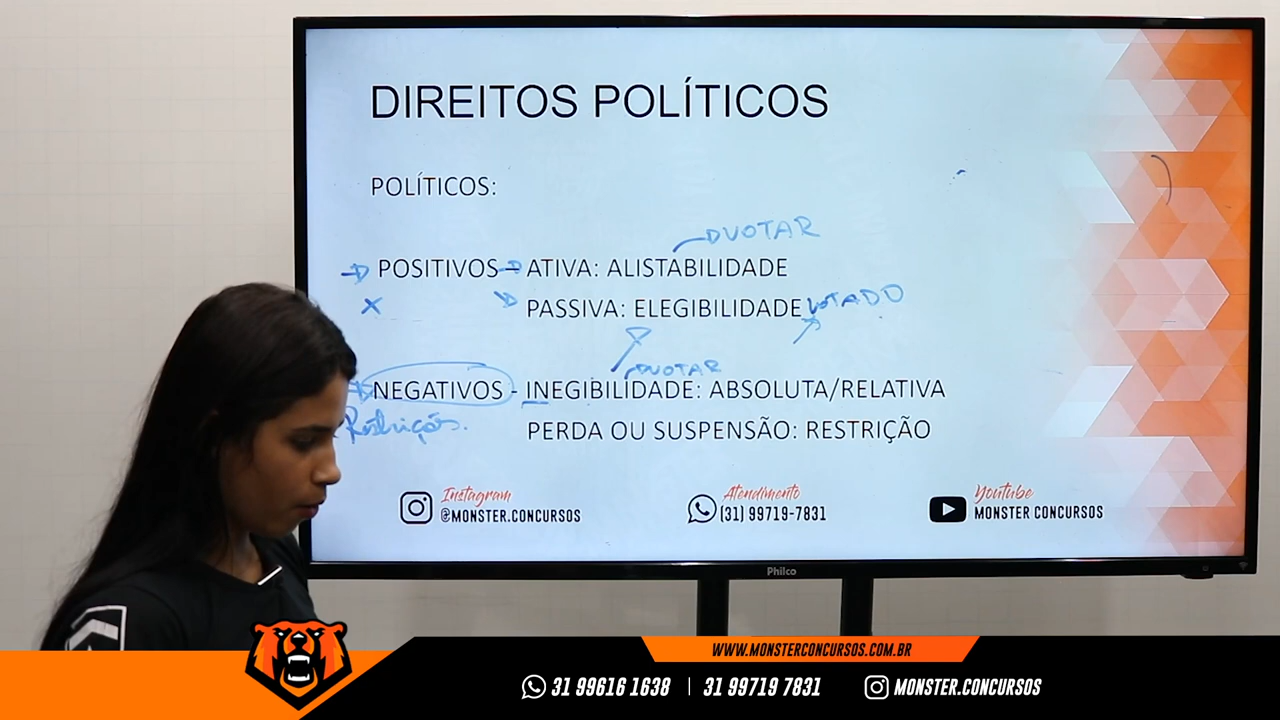 DIREITOS POLÍTICOS
POLÍTICOS:
VOTAR
POSITIVOS - ATIVA: ALISTABILIDADE
X PASSIVA: ELEGIBILIDADE VOTADO
VOTAR
NEGATIVOS - INEGIBILIDADE: ABSOLUTA/RELATIVA
Restrições. PERDA OU SUSPENSÃO: RESTRIÇÃO
Instagram Atendimento Youtube
@MONSTER.CONCURSOS (31) 99719-7831 MONSTER CONCURSOS
Philco
WWW.MONSTERCONCURSOS.COM.BR
31 99616 1638 | 31 99719 7831 MONSTER.CONCURSOS